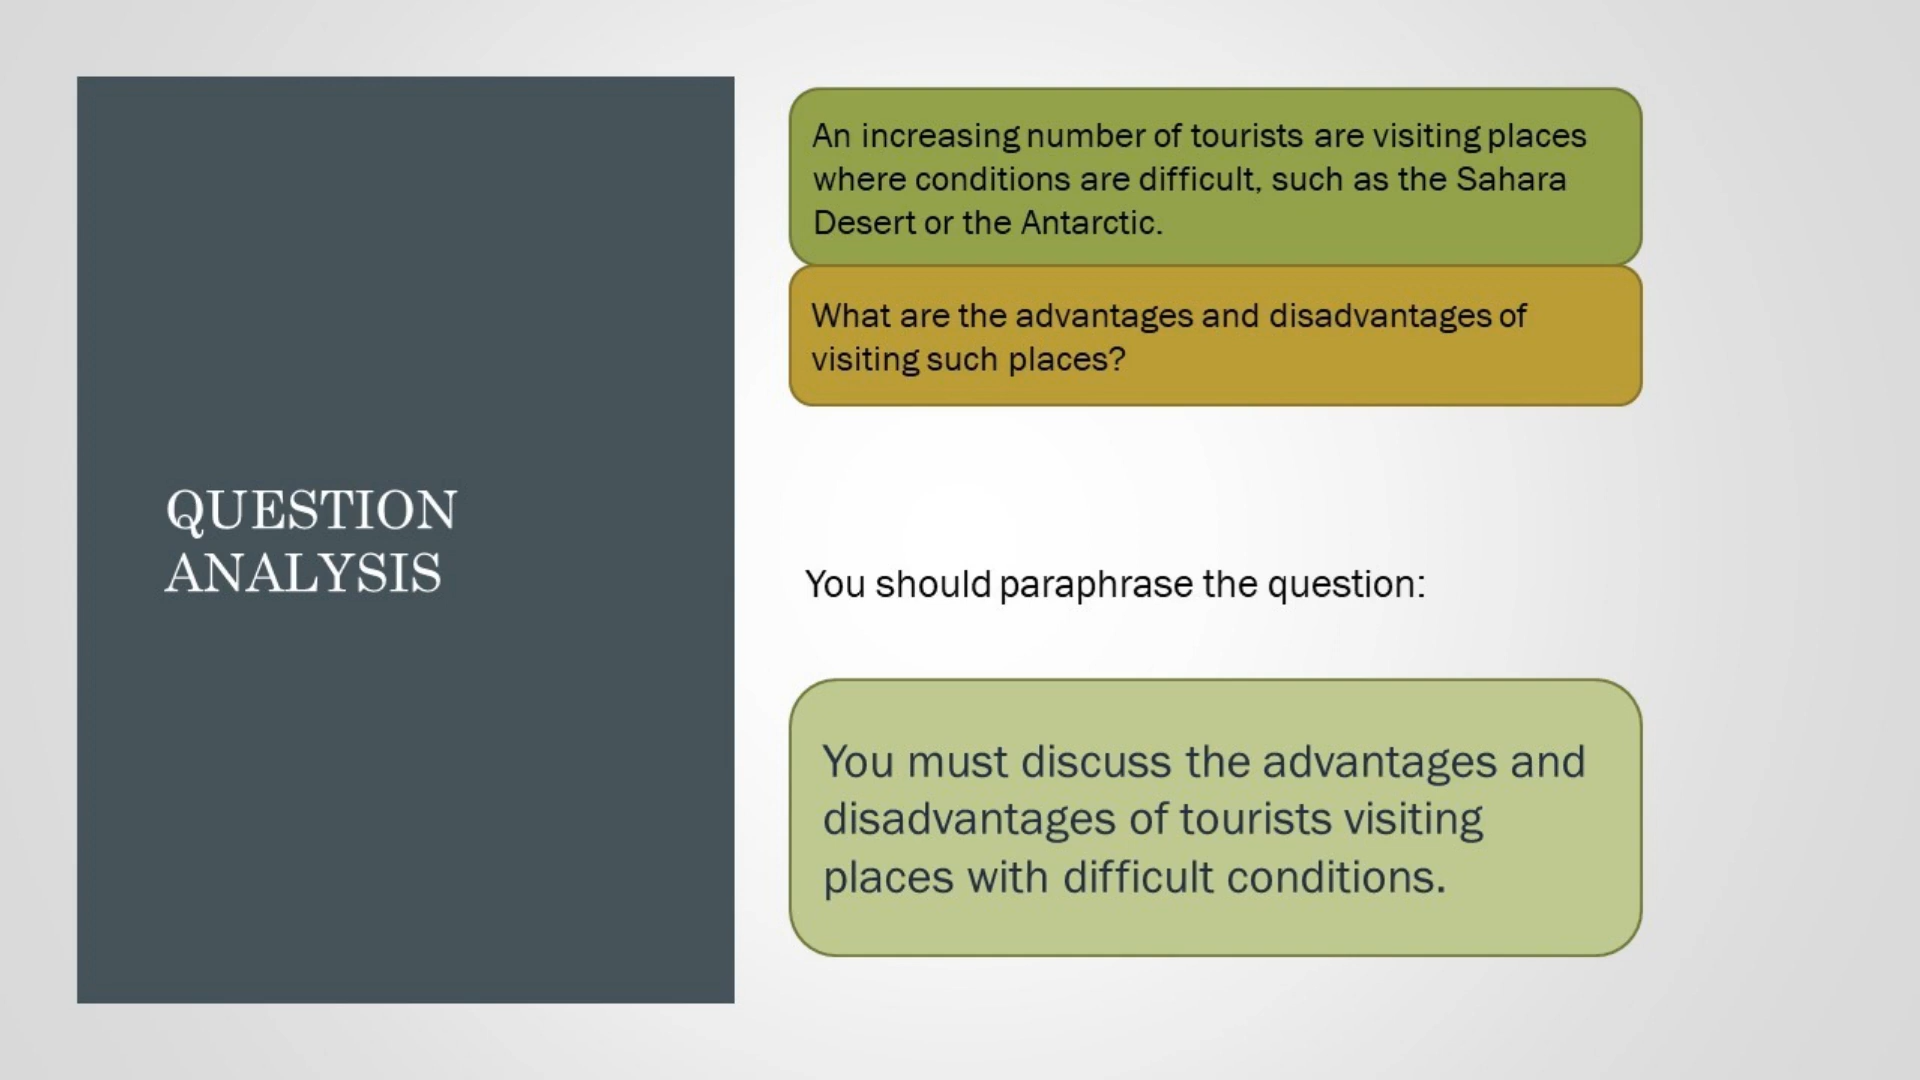 QUESTION
ANALYSIS
An increasing number of tourists are visiting places
where conditions are difficult, such as the Sahara
Desert or the Antarctic.
What are the advantages and disadvantages of
visiting such places?
You should paraphrase the question:
You must discuss the advantages and
disadvantages of tourists visiting
places with difficult conditions.